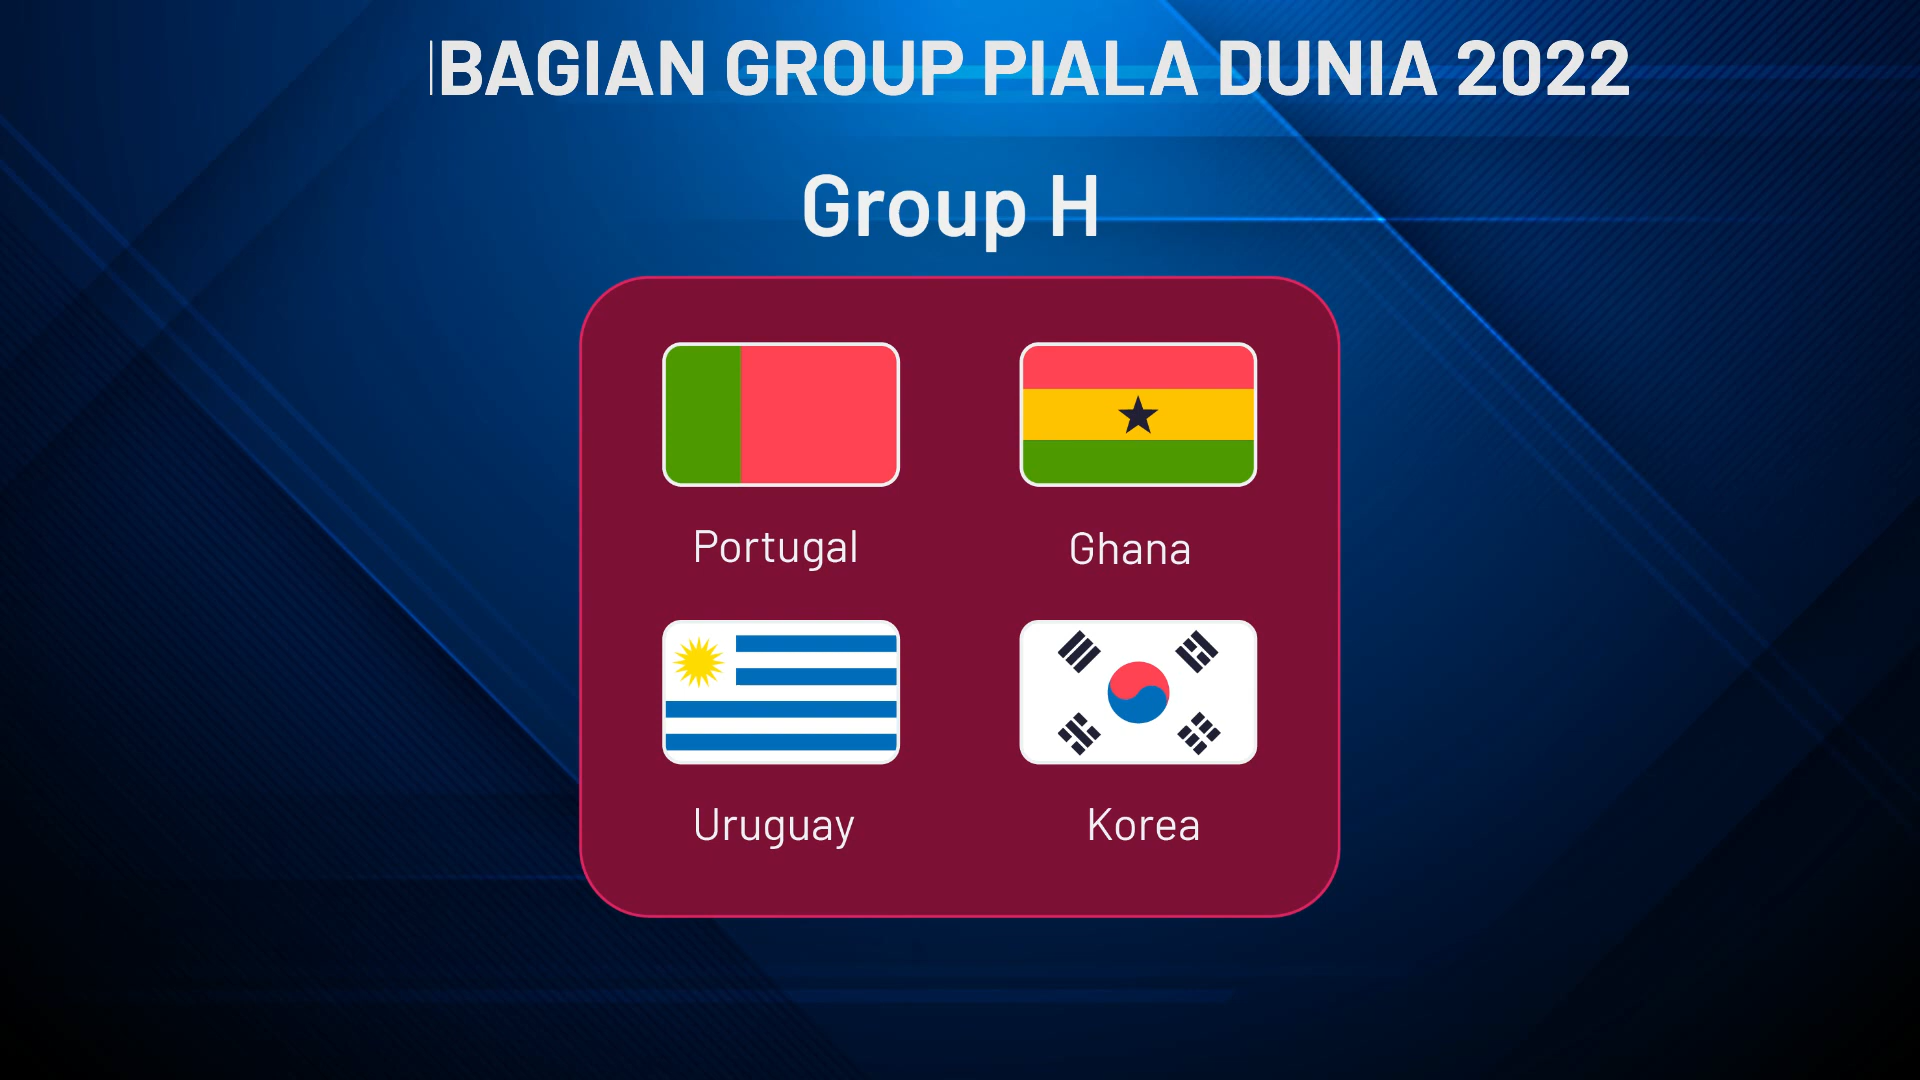 BAGIAN GROUP PIALA DUNIA 2022
Group H
Portugal
Ghana
Uruguay
Korea